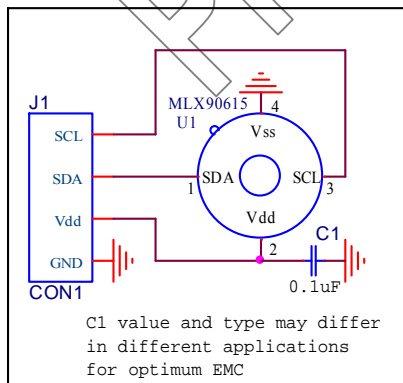 J1
MLX90615
U1
4
Vss
SCL
SDA
1
SDA
SCL
3
Vdd
Vdd
2
C1
GND
0.1uF
CON1
C1 value and type may differ
in different applications
for optimum EMC